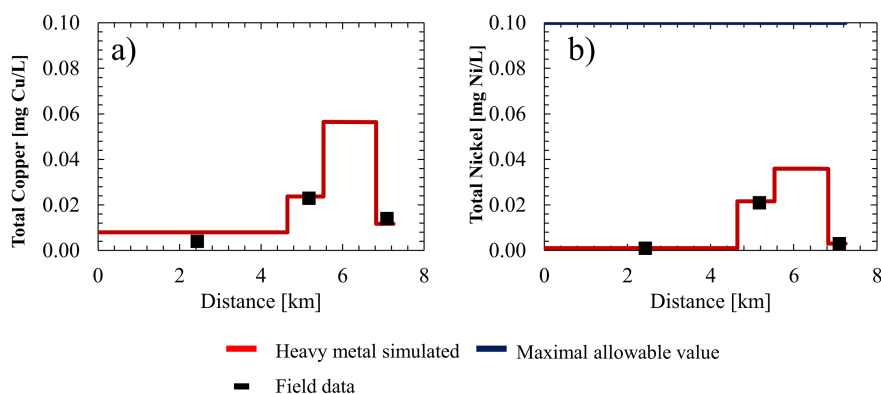 a)
Total Copper [mg Cu/L]
0.10
0.08
0.06
0.04
0.02
0.00
0 2 4 6 8
Distance [km]
b)
Total Nickel [mg Ni/L]
0.10
0.08
0.06
0.04
0.02
0.00
0 2 4 6 8
Distance [km]
Heavy metal simulated Maximal allowable value
Field data